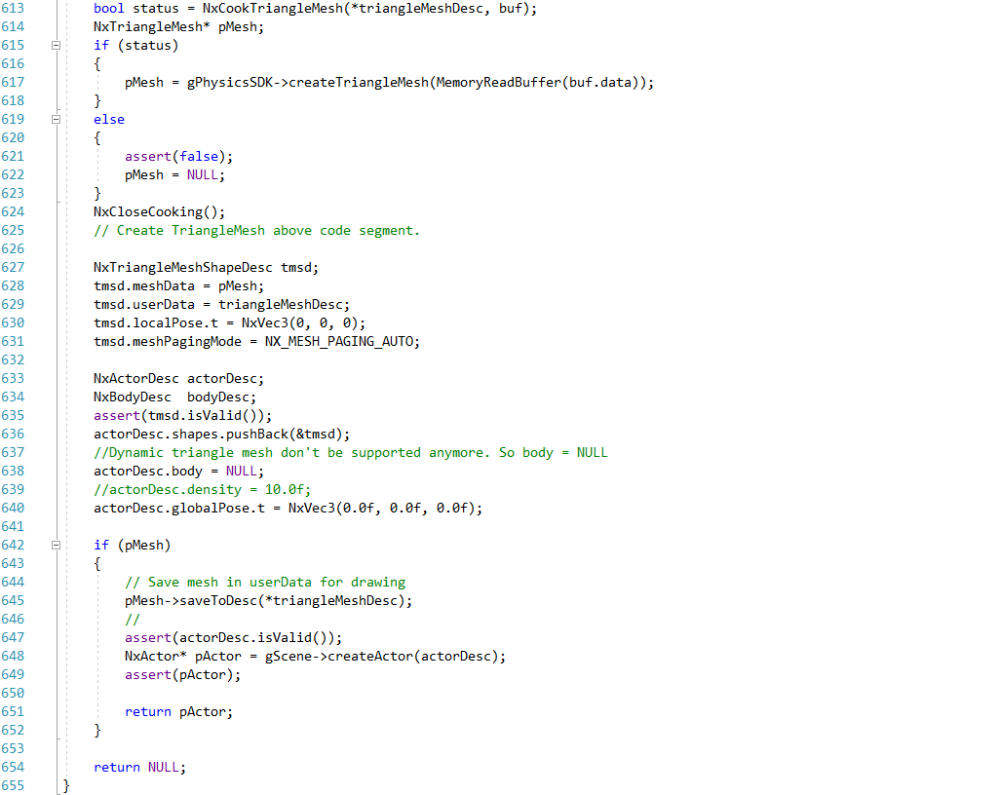 613 bool status = NxCookTriangleMesh(*triangleMeshDesc, buf);
614 NxTriangleMesh* pMesh;
615 if (status)
616 {
617 pMesh = gPhysicsSDK->createTriangleMesh(MemoryReadBuffer(buf.data));
618 }
619 else
620 {
621 assert(false);
622 pMesh = NULL;
623 }
624 NxCloseCooking();
625 // Create TriangleMesh above code segment.
626
627 NxTriangleMeshShapeDesc tmsd;
628 tmsd.meshData = pMesh;
629 tmsd.userData = triangleMeshDesc;
630 tmsd.localPose.t = NxVec3(0, 0, 0);
631 tmsd.meshPagingMode = NX_MESH_PAGING_AUTO;
632
633 NxActorDesc actorDesc;
634 NxBodyDesc  bodyDesc;
635 assert(tmsd.isValid());
636 actorDesc.shapes.pushBack(&tmsd);
637 //Dynamic triangle mesh don't be supported anymore. So body = NULL
638 actorDesc.body = NULL;
639 //actorDesc.density = 10.0f;
640 actorDesc.globalPose.t = NxVec3(0.0f, 0.0f, 0.0f);
641
642 if (pMesh)
643 {
644 // Save mesh in userData for drawing
645 pMesh->saveToDesc(*triangleMeshDesc);
646 //
647 assert(actorDesc.isValid());
648 NxActor* pActor = gScene->createActor(actorDesc);
649 assert(pActor);
650
651 return pActor;
652 }
653
654 return NULL;
655 }